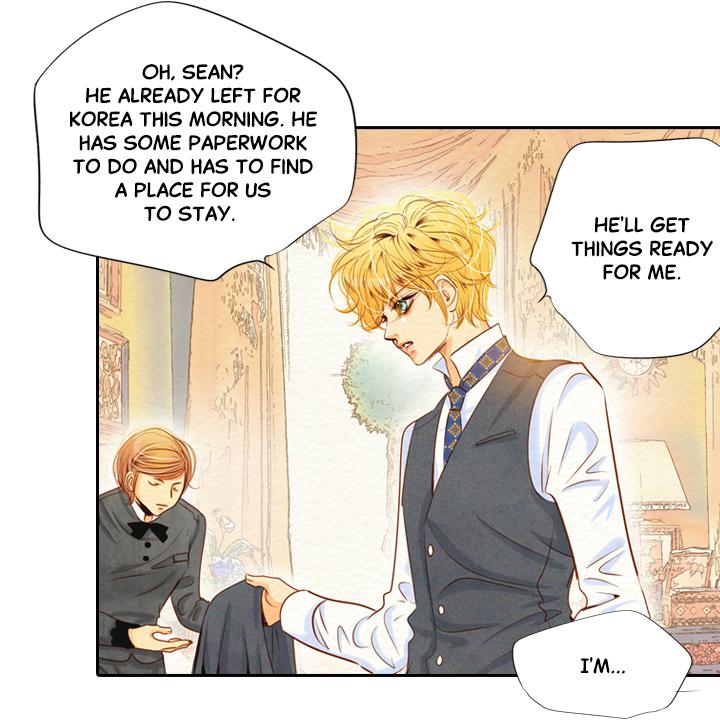 OH, SEAN?
HE ALREADY LEFT FOR
KOREA THIS MORNING. HE
HAS SOME PAPERWORK
TO DO AND HAS TO FIND
A PLACE FOR US
TO STAY.
HE'LL GET
THINGS READY
FOR ME.
I'M...